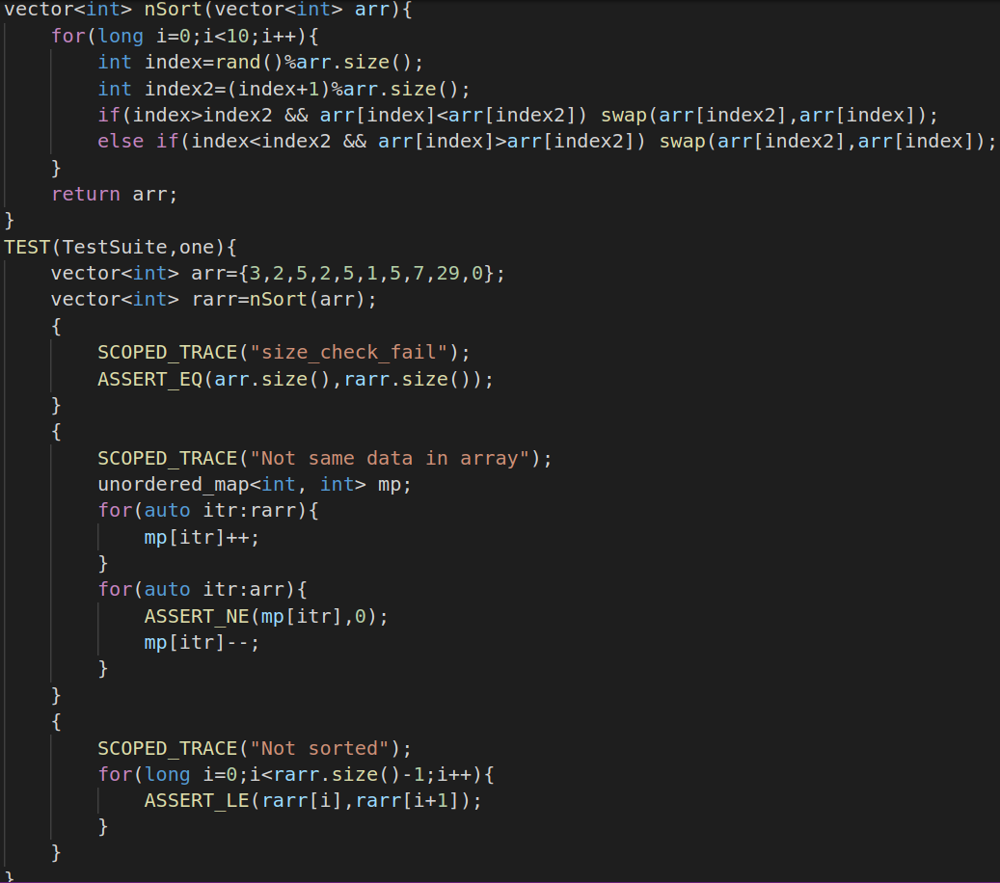 vector<int> nSort(vector<int> arr){
    for(long i=0;i<10;i++){
        int index=rand()%arr.size();
        int index2=(index+1)%arr.size();
        if(index>index2 && arr[index]<arr[index2]) swap(arr[index2],arr[index]);
        else if(index<index2 && arr[index]>arr[index2]) swap(arr[index2],arr[index]);
    }
    return arr;
}
TEST(TestSuite,one){
    vector<int> arr={3,2,5,2,5,1,5,7,29,0};
    vector<int> rarr=nSort(arr);
    {
        SCOPED_TRACE("size_check_fail");
        ASSERT_EQ(arr.size(),rarr.size());
    }
    {
        SCOPED_TRACE("Not same data in array");
        unordered_map<int, int> mp;
        for(auto itr:rarr){
            mp[itr]++;
        }
        for(auto itr:arr){
            ASSERT_NE(mp[itr],0);
            mp[itr]--;
        }
    }
    {
        SCOPED_TRACE("Not sorted");
        for(long i=0;i<rarr.size()-1;i++){
            ASSERT_LE(rarr[i],rarr[i+1]);
        }
    }
}